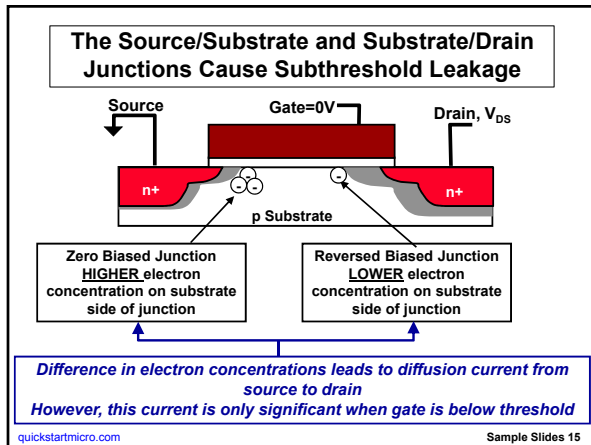 The Source/Substrate and Substrate/Drain
Junctions Cause Subthreshold Leakage
Source
Gate=0V
Drain, VDS
n+
-
-
-
-
n+
p Substrate
Zero Biased Junction
HIGHER electron
concentration on substrate
side of junction
Reversed Biased Junction
LOWER electron
concentration on substrate
side of junction
Difference in electron concentrations leads to diffusion current from
source to drain
However, this current is only significant when gate is below threshold
quickstartmicro.com
Sample Slides 15